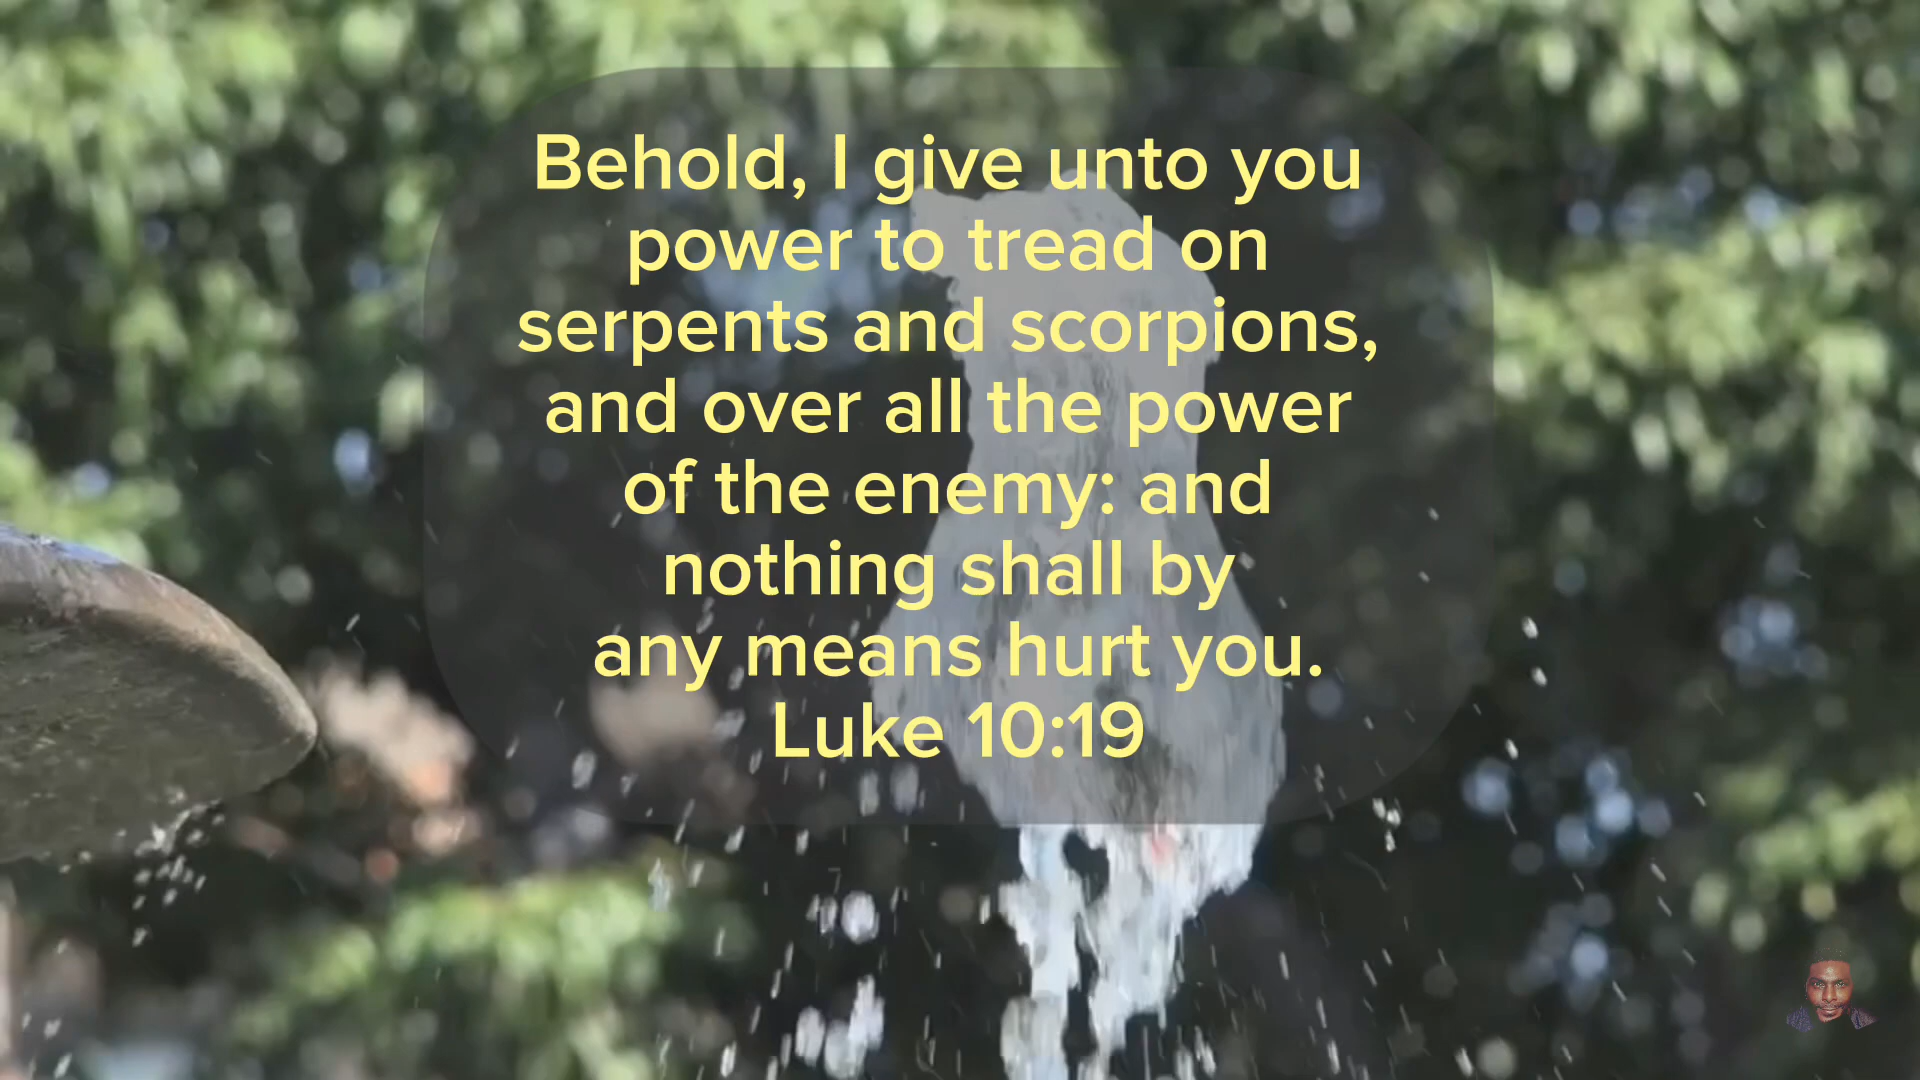 Behold, I give unto you
power to tread on
serpents and scorpions,
and over all the power
of the enemy: and
nothing shall by
any means hurt you.
Luke 10:19